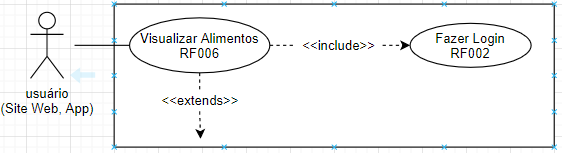 Visualizar Alimentos
RF006
<<include>>
Fazer Login
RF002
usuário
(Site Web, App)
<<extends>>